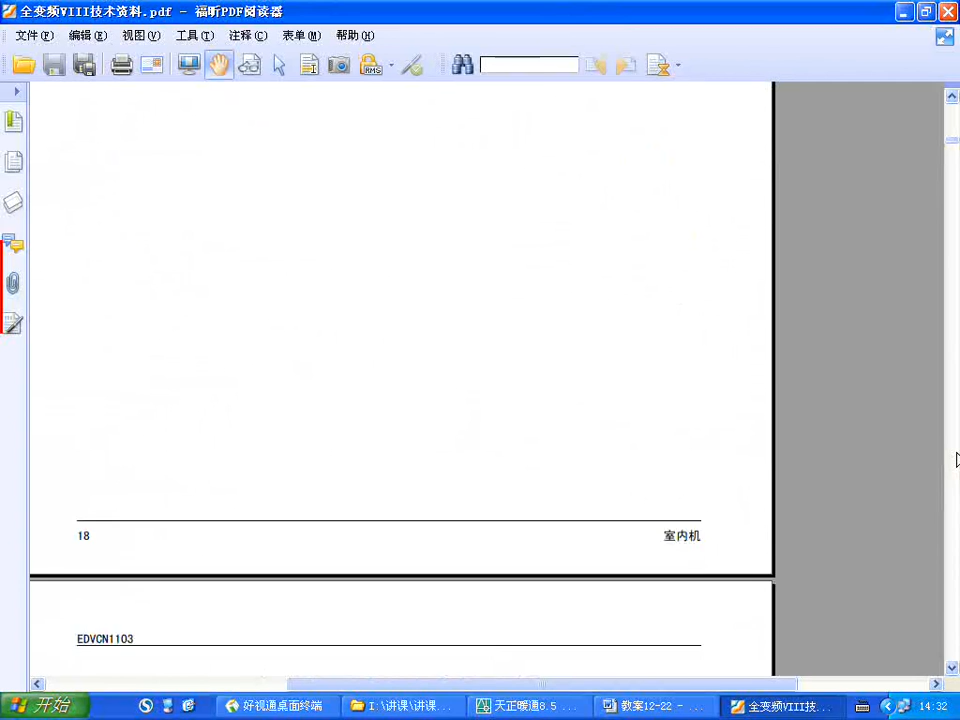 全变频VIII技术资料.pdf - 福昕PDF阅读器
文件(F) 编辑(E) 视图(V) 工具(T) 注释(C) 表单(M) 帮助(H)
RMS
18 室内机
EDVCN1103
开始 好视通桌面终端 I:\讲课\讲课... 天正暖通8.5 ... 教案12-22 - ... 全变频VIII技... 14:32